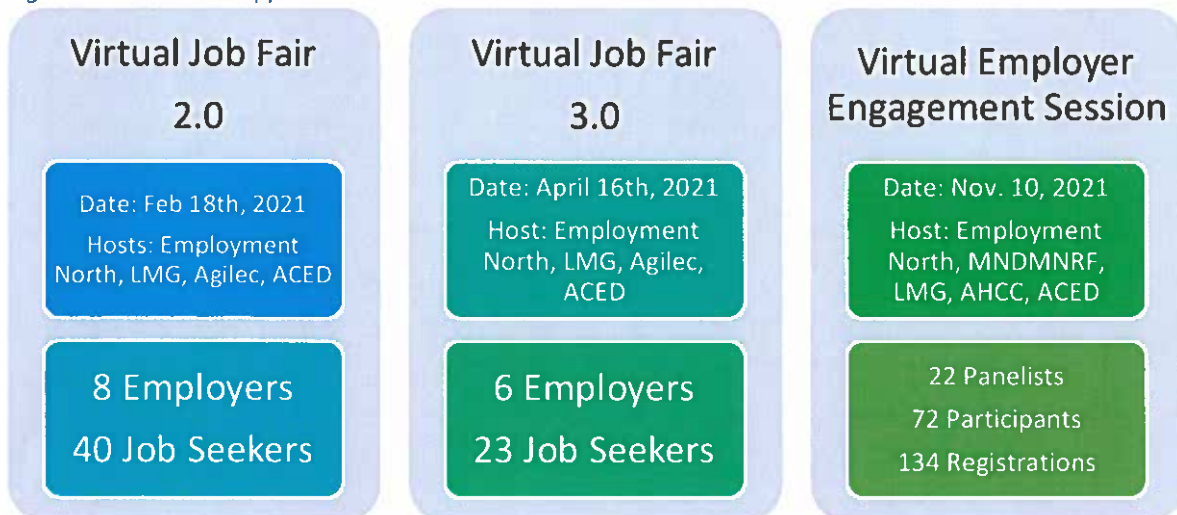 Virtual Job Fair
2.0
Date: Feb 18th, 2021
Hosts: Employment
North, LMG, Agilec, ACED
8 Employers
40 Job Seekers
Virtual Job Fair
3.0
Date: April 16th, 2021
Host: Employment
North, LMG, Agilec,
ACED
6 Employers
23 Job Seekers
Virtual Employer
Engagement Session
Date: Nov. 10, 2021
Host: Employment
North, MNDMNRF,
LMG, AHCC, ACED
22 Panelists
72 Participants
134 Registrations